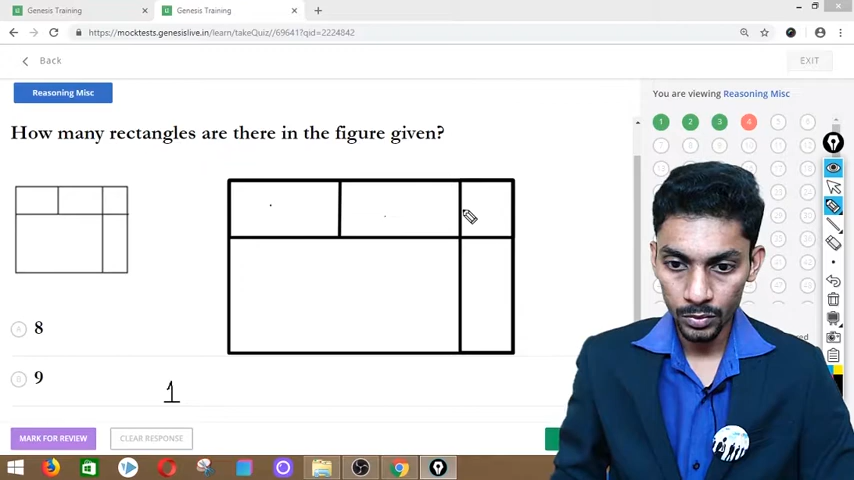 Genesis Training
Genesis Training
https://mocktests.genesislive.in/learn/takeQuiz//69641?qid=2224842
Back
EXIT
Reasoning Misc
You are viewing Reasoning Misc
How many rectangles are there in the figure given?
1 2 3 4 5 6
A 8
B 9
1
MARK FOR REVIEW
CLEAR RESPONSE